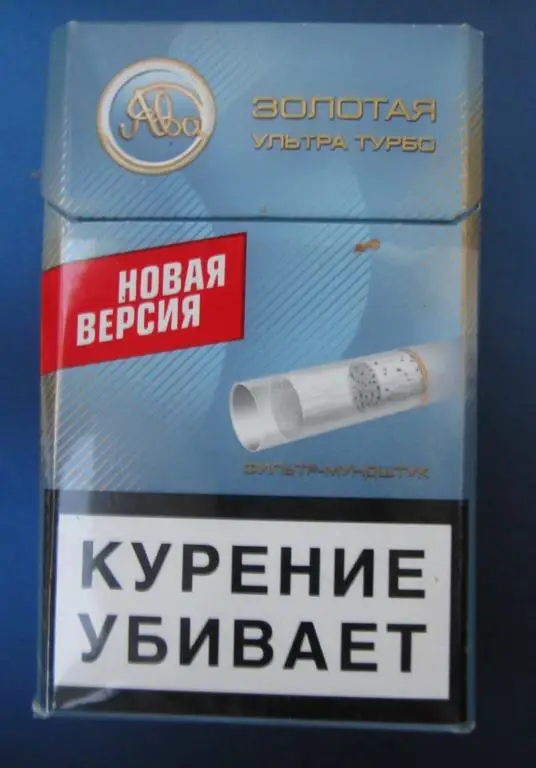 Ява
ЗОЛОТАЯ
УЛЬТРА ТУРБО
НОВАЯ
ВЕРСИЯ
ФИЛЬТР-МУНДШТУК
КУРЕНИЕ
УБИВАЕТ